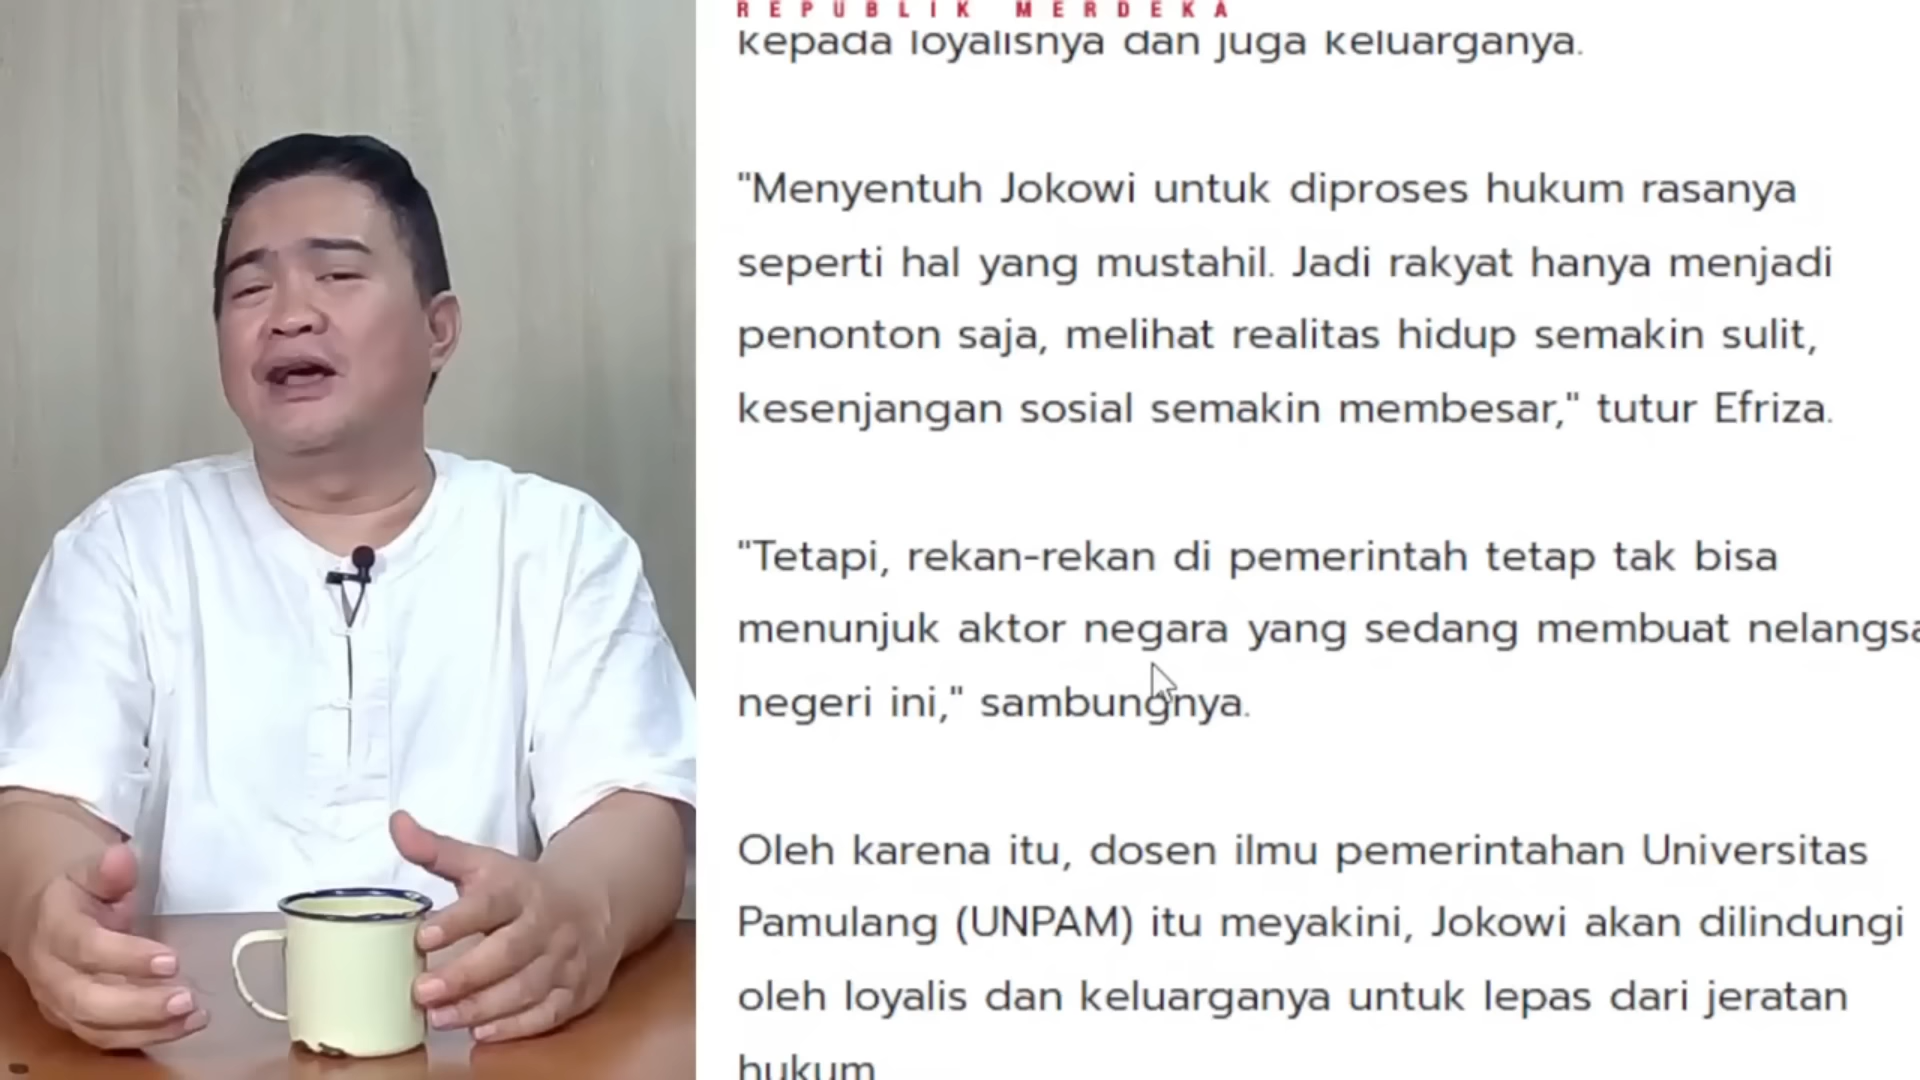 REPUBLIK MERDEKA
kepada loyalisnya dan juga keluarganya.
"Menyentuh Jokowi untuk diproses hukum rasanya
seperti hal yang mustahil. Jadi rakyat hanya menjadi
penonton saja, melihat realitas hidup semakin sulit,
kesenjangan sosial semakin membesar," tutur Efriza.
"Tetapi, rekan-rekan di pemerintah tetap tak bisa
menunjuk aktor negara yang sedang membuat nelangsa
negeri ini," sambungnya.
Oleh karena itu, dosen ilmu pemerintahan Universitas
Pamulang (UNPAM) itu meyakini, Jokowi akan dilindungi
oleh loyalis dan keluarganya untuk lepas dari jeratan
hukum